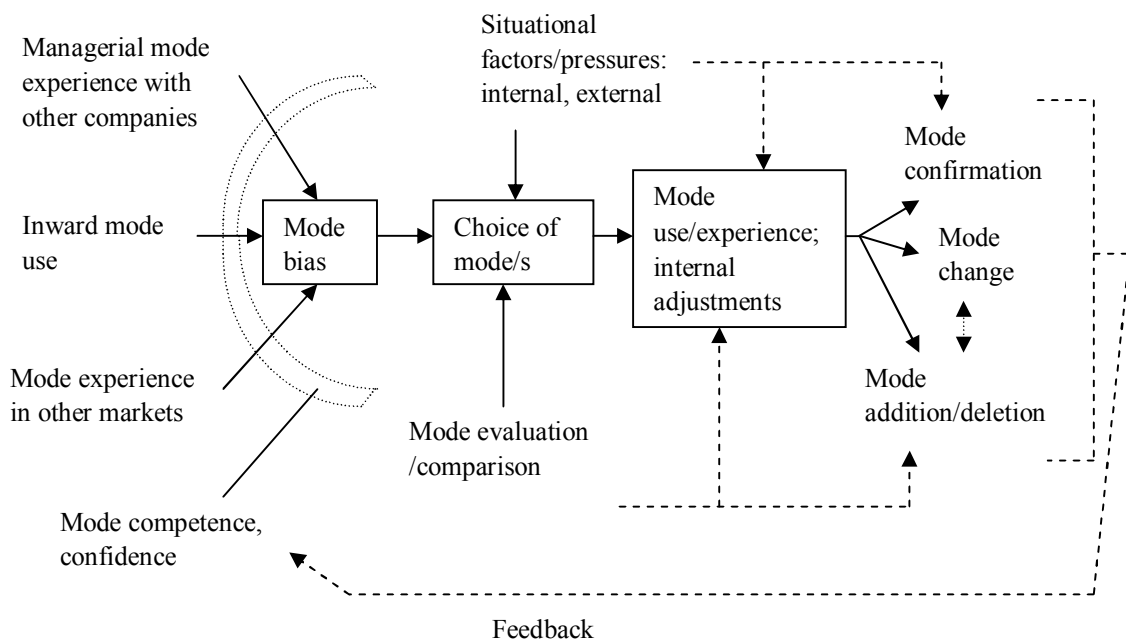 Managerial mode
experience with
other companies
Situational
factors/pressures:
internal, external
Mode
confirmation
Inward mode
use
Mode
bias
Choice of
mode/s
Mode
use/experience;
internal
adjustments
Mode
change
Mode experience
in other markets
Mode
addition/deletion
Mode evaluation
/comparison
Mode competence,
confidence
Feedback